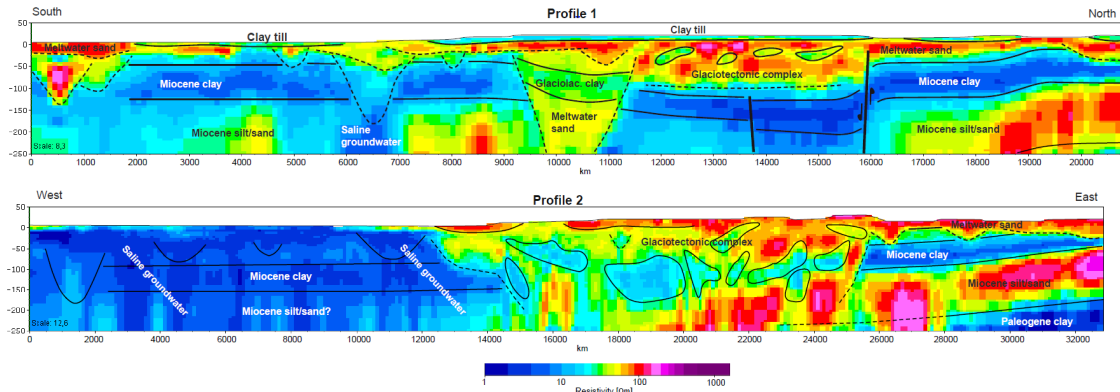 South
Profile 1
North
Clay till
Clay till
Meltwater sand
Meltwater sand
Glaciotectonic complex
Miocene clay
Glaciolac. clay
Miocene clay
Meltwater
sand
Miocene silt/sand
Saline
groundwater
Miocene silt/sand
50
0
-50
-100
-150
-200
-250
Scale: 8,3
0 1000 2000 3000 4000 5000 6000 7000 8000 9000 10000 11000 12000 13000 14000 15000 16000 17000 18000 19000 20000
km
West
Profile 2
East
Meltwater sand
Glaciotectonic complex
Saline groundwater
Saline groundwater
Miocene clay
Miocene clay
Miocene silt/sand
Miocene silt/sand?
Paleogene clay
50
0
-50
-100
-150
-200
-250
Scale: 12,6
0 2000 4000 6000 8000 10000 12000 14000 16000 18000 20000 22000 24000 26000 28000 30000 32000
km
1 10 100 1000
Resistivity [Ωm]